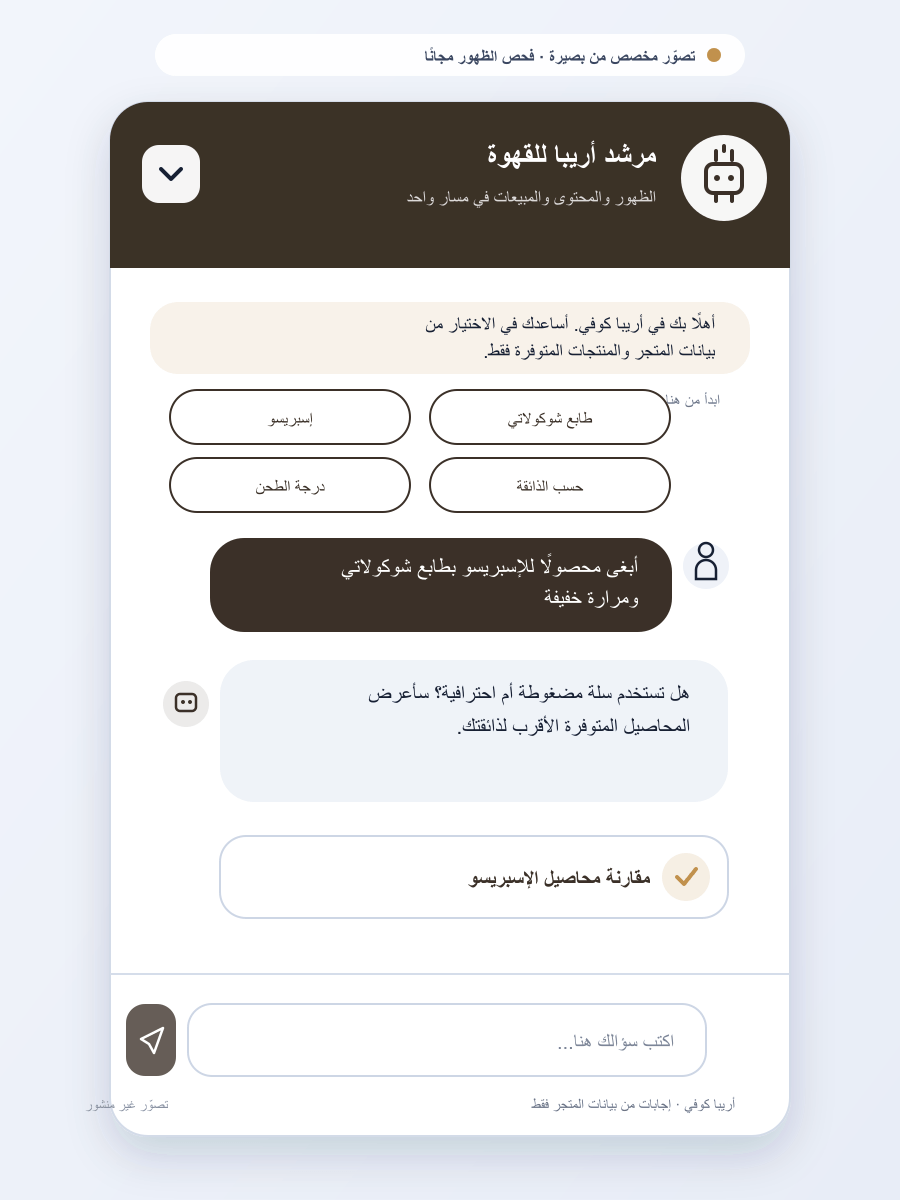 تصوّر مخصص من بصيرة · فحص الظهور مجانًا
مرشد أريبا للقهوة
الظهور والمحتوى والمبيعات في مسار واحد
أهلًا بك في أريبا كوفي. أساعدك في الاختيار من
بيانات المتجر والمنتجات المتوفرة فقط.
ابدأ من هنا
طابع شوكولاتي
إسبريسو
حسب الذائقة
درجة الطحن
أبغى محصولًا للإسبريسو بطابع شوكولاتي
ومرارة خفيفة
هل تستخدم سلة مضغوطة أم احترافية؟ سأعرض
المحاصيل المتوفرة الأقرب لذائقتك.
مقارنة محاصيل الإسبريسو
اكتب سؤالك هنا...
أريبا كوفي · إجابات من بيانات المتجر فقط
تصوّر غير منشور